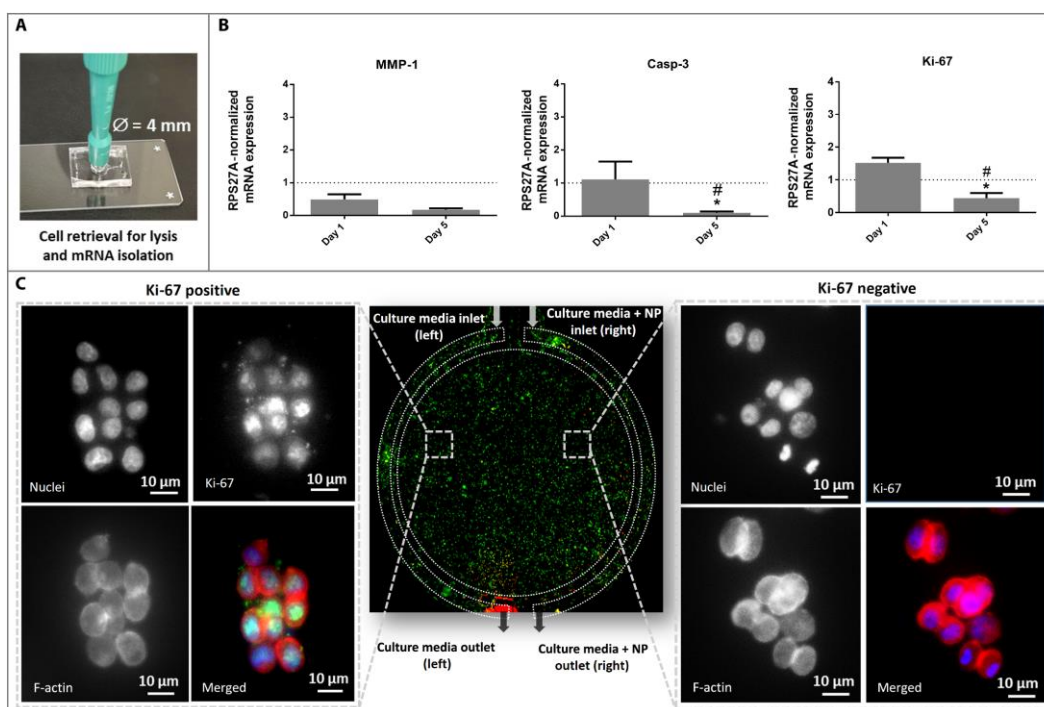 A
Ø = 4 mm
Cell retrieval for lysis
and mRNA isolation
B
MMP-1
RPS27A-normalized
mRNA expression
4
3
2
1
0
Day 1
Day 5
Casp-3
RPS27A-normalized
mRNA expression
4
3
2
1
0
#
*
Day 1
Day 5
Ki-67
RPS27A-normalized
mRNA expression
4
3
2
1
0
#
*
Day 1
Day 5
C
Ki-67 positive
Nuclei
10 µm
Ki-67
10 µm
F-actin
10 µm
Merged
10 µm
Culture media inlet
(left)
Culture media + NP
inlet (right)
Culture media outlet
(left)
Culture media + NP
outlet (right)
Ki-67 negative
Nuclei
10 µm
Ki-67
10 µm
F-actin
10 µm
Merged
10 µm